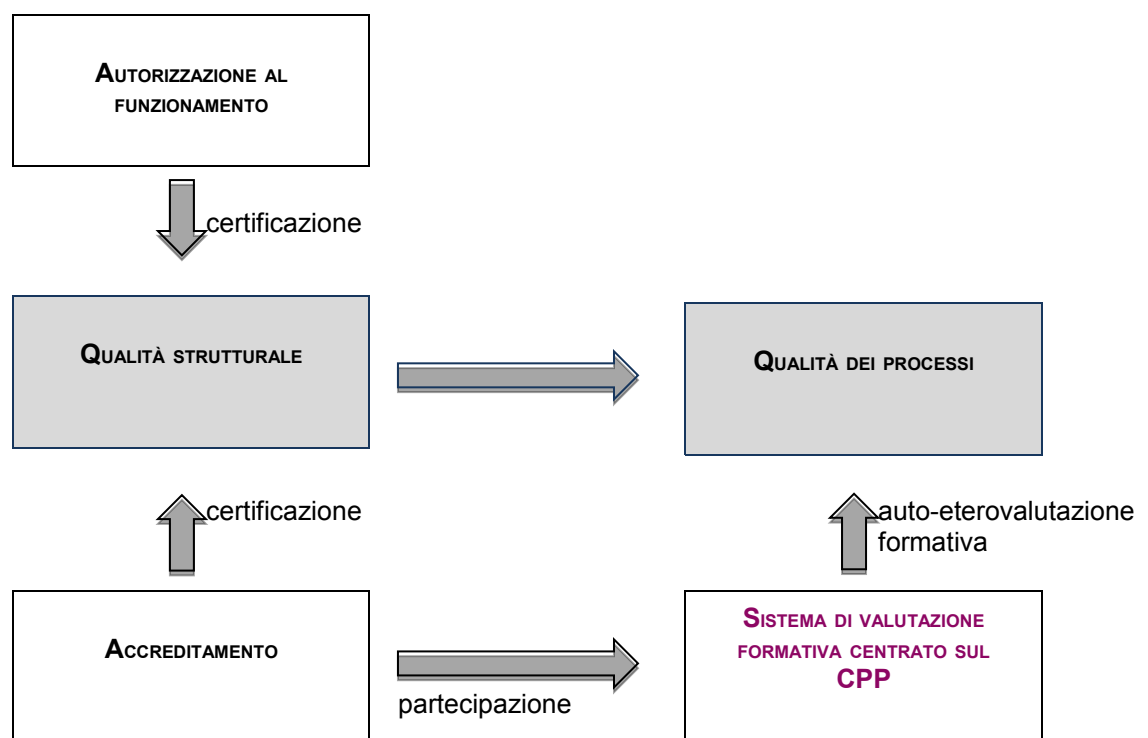 AUTORIZZAZIONE AL
FUNZIONAMENTO
certificazione
QUALITÀ STRUTTURALE
QUALITÀ DEI PROCESSI
certificazione
auto-eterovalutazione
formativa
ACCREDITAMENTO
SISTEMA DI VALUTAZIONE
FORMATIVA CENTRATO SUL
CPP
partecipazione